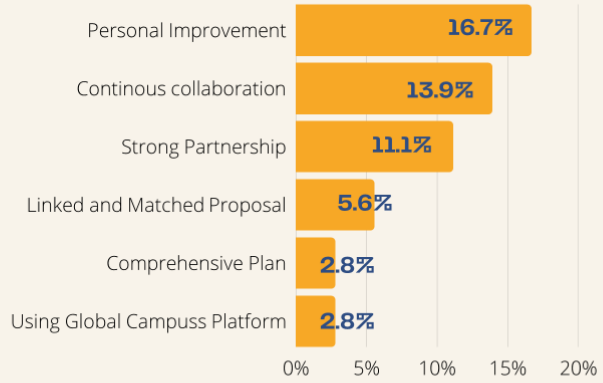 Personal Improvement 16.7%
Continous collaboration 13.9%
Strong Partnership 11.1%
Linked and Matched Proposal 5.6%
Comprehensive Plan 2.8%
Using Global Campuss Platform 2.8%
0% 5% 10% 15% 20%